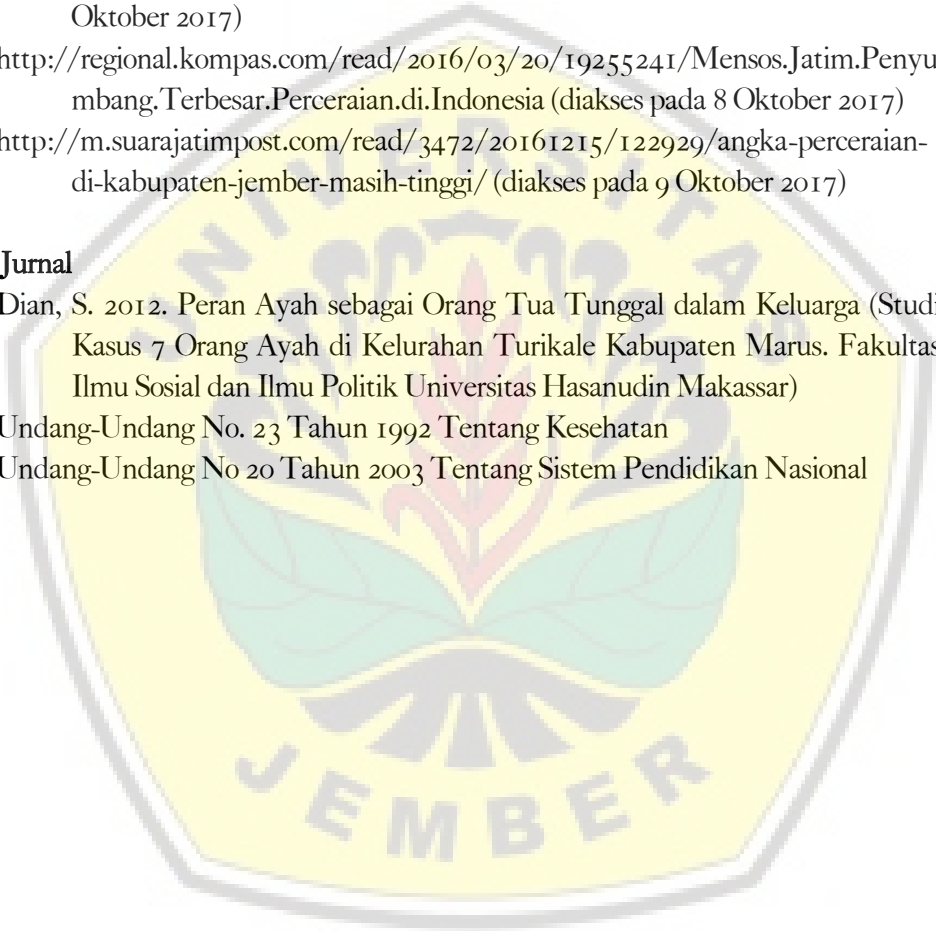 Oktober 2017)
http://regional.kompas.com/read/2016/03/20/19255241/Mensos.Jatim.Penyu
mbang.Terbesar.Perceraian.di.Indonesia (diakses pada 8 Oktober 2017)
http://m.suarajatimpost.com/read/3472/20161215/122929/angka-perceraian-
di-kabupaten-jember-masih-tinggi/ (diakses pada 9 Oktober 2017)
Jurnal
Dian, S. 2012. Peran Ayah sebagai Orang Tua Tunggal dalam Keluarga (Studi
Kasus 7 Orang Ayah di Kelurahan Turikale Kabupaten Marus. Fakultas
Ilmu Sosial dan Ilmu Politik Universitas Hasanudin Makassar)
Undang-Undang No. 23 Tahun 1992 Tentang Kesehatan
Undang-Undang No 20 Tahun 2003 Tentang Sistem Pendidikan Nasional
UNIVERSITAS
JEMBER